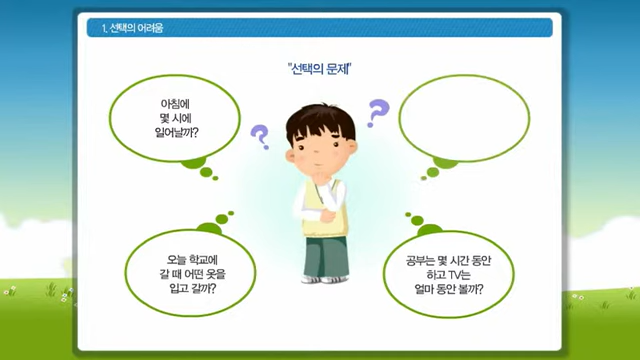 1. 선택의 어려움
"선택의 문제"
아침에
몇 시에
일어날까?
오늘 학교에
갈 때 어떤 옷을
입고 갈까?
공부는 몇 시간 동안
하고 TV는
얼마 동안 볼까?